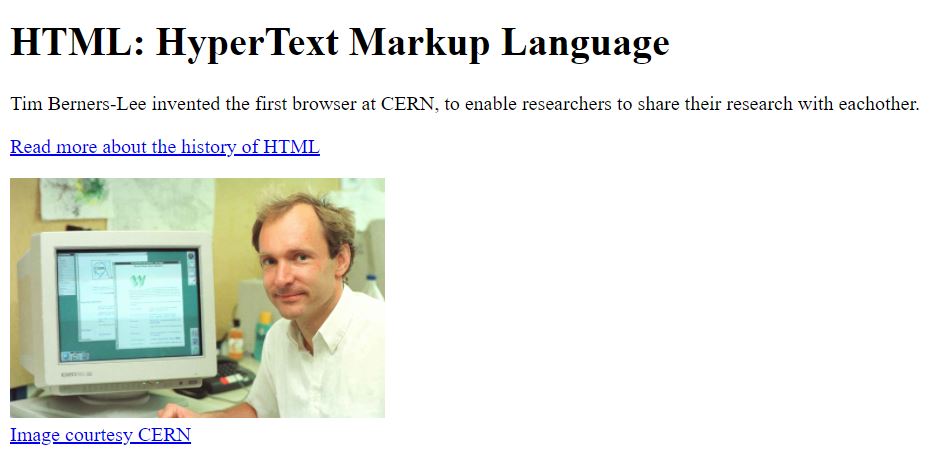 HTML: HyperText Markup Language
Tim Berners-Lee invented the first browser at CERN, to enable researchers to share their research with eachother.
Read more about the history of HTML
Image courtesy CERN